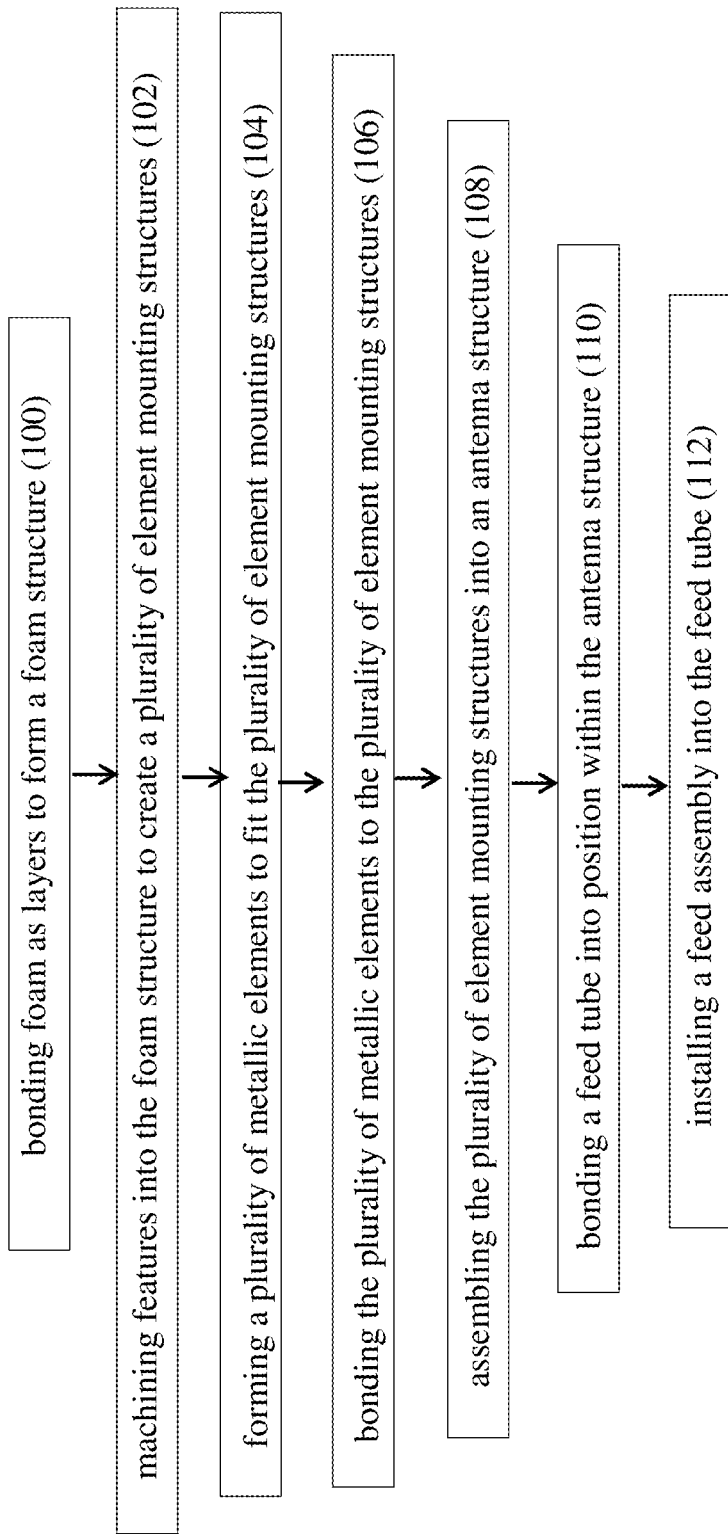 bonding foam as layers to form a foam structure (100)
machining features into the foam structure to create a plurality of element mounting structures (102)
forming a plurality of metallic elements to fit the plurality of element mounting structures (104)
bonding the plurality of metallic elements to the plurality of element mounting structures (106)
assembling the plurality of element mounting structures into an antenna structure (108)
bonding a feed tube into position within the antenna structure (110)
installing a feed assembly into the feed tube (112)